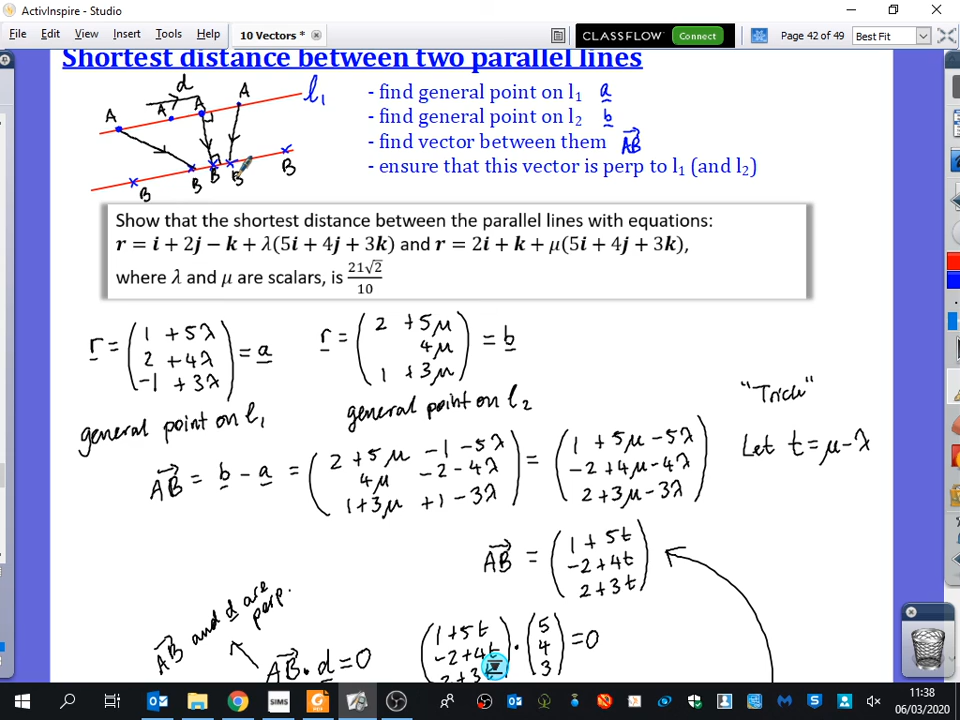 ActivInspire - Studio
File Edit View Insert Tools Help 10 Vectors * CLASSFLOW Connect Page 42 of 49 Best Fit
Shortest distance between two parallel lines
A A A A d l₁
B B B B B
- find general point on l₁ a
- find general point on l₂ b
- find vector between them AB
- ensure that this vector is perp to l₁ (and l₂)
Show that the shortest distance between the parallel lines with equations:
r = i + 2j − k + λ(5i + 4j + 3k) and r = 2i + k + μ(5i + 4j + 3k),
where λ and μ are scalars, is 21√2/10
r = (1 + 5λ, 2 + 4λ, -1 + 3λ) = a
general point on l₁
r = (2 + 5μ, 4μ, 1 + 3μ) = b
general point on l₂
"Trick"
Let t = μ - λ
AB = b - a = (2 + 5μ - 1 - 5λ, 4μ - 2 - 4λ, 1 + 3μ + 1 - 3λ) = (1 + 5μ - 5λ, -2 + 4μ - 4λ, 2 + 3μ - 3λ)
AB = (1 + 5t, -2 + 4t, 2 + 3t)
AB and d are perp.
AB · d = 0
(1 + 5t, -2 + 4t, 2 + 3t) · (5, 4, 3) = 0
11:38
06/03/2020